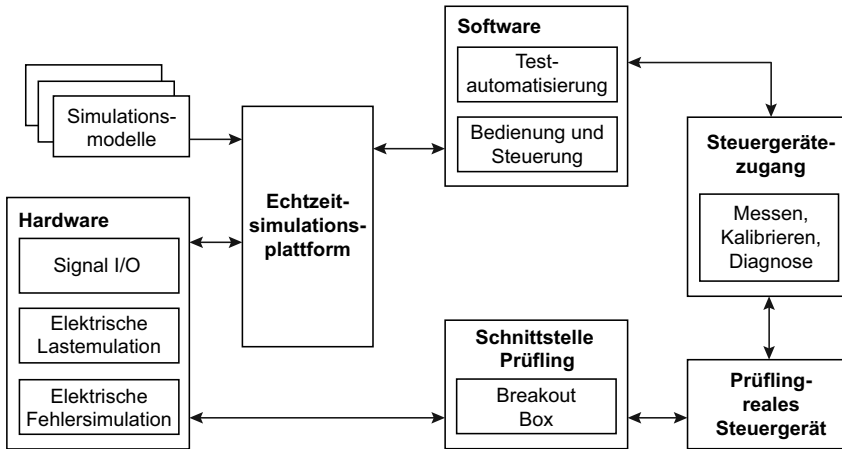 Software
Test-
automatisierung
Bedienung und
Steuerung
Simulations-
modelle
Echtzeit-
simulations-
plattform
Steuergeräte-
zugang
Messen,
Kalibrieren,
Diagnose
Hardware
Signal I/O
Elektrische
Lastemulation
Elektrische
Fehlersimulation
Schnittstelle
Prüfling
Breakout
Box
Prüfling-
reales
Steuergerät